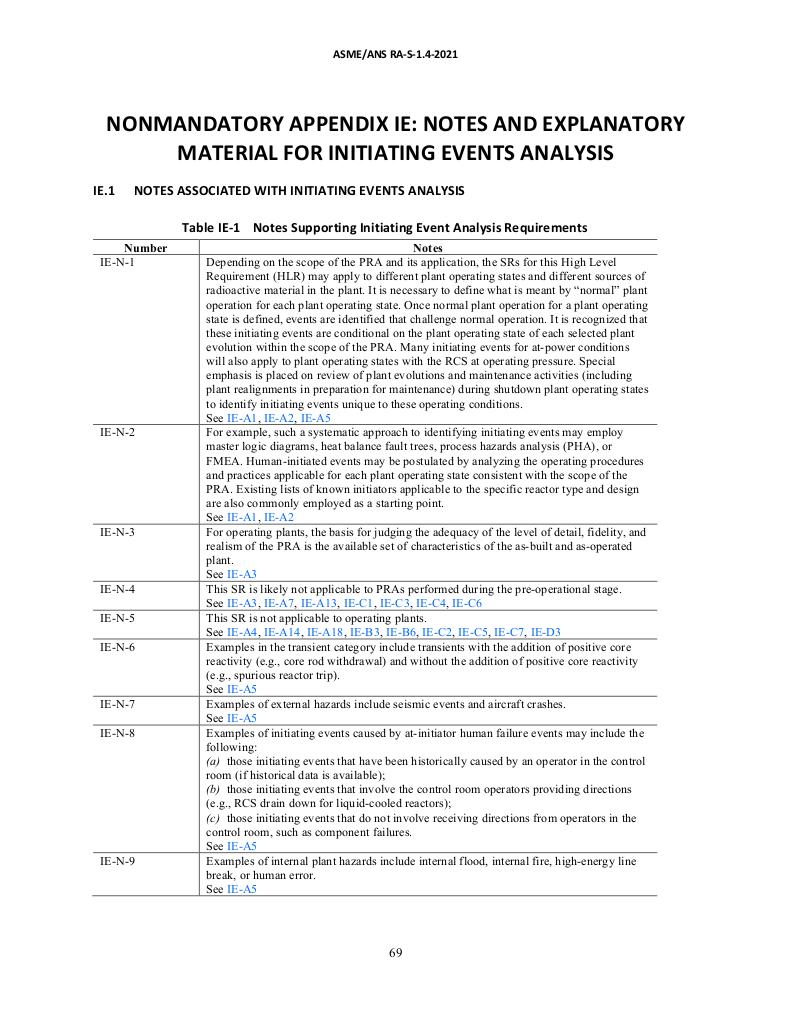 ASME/ANS RA-S-1.4-2021
NONMANDATORY APPENDIX IE: NOTES AND EXPLANATORY
MATERIAL FOR INITIATING EVENTS ANALYSIS
IE.1 NOTES ASSOCIATED WITH INITIATING EVENTS ANALYSIS
Table IE-1 Notes Supporting Initiating Event Analysis Requirements
Number Notes
IE-N-1 Depending on the scope of the PRA and its application, the SRs for this High Level
Requirement (HLR) may apply to different plant operating states and different sources of
radioactive material in the plant. It is necessary to define what is meant by “normal” plant
operation for each plant operating state. Once normal plant operation for a plant operating
state is defined, events are identified that challenge normal operation. It is recognized that
these initiating events are conditional on the plant operating state of each selected plant
evolution within the scope of the PRA. Many initiating events for at-power conditions
will also apply to plant operating states with the RCS at operating pressure. Special
emphasis is placed on review of plant evolutions and maintenance activities (including
plant realignments in preparation for maintenance) during shutdown plant operating states
to identify initiating events unique to these operating conditions.
See IE-A1, IE-A2, IE-A5
IE-N-2 For example, such a systematic approach to identifying initiating events may employ
master logic diagrams, heat balance fault trees, process hazards analysis (PHA), or
FMEA. Human-initiated events may be postulated by analyzing the operating procedures
and practices applicable for each plant operating state consistent with the scope of the
PRA. Existing lists of known initiators applicable to the specific reactor type and design
are also commonly employed as a starting point.
See IE-A1, IE-A2
IE-N-3 For operating plants, the basis for judging the adequacy of the level of detail, fidelity, and
realism of the PRA is the available set of characteristics of the as-built and as-operated
plant.
See IE-A3
IE-N-4 This SR is likely not applicable to PRAs performed during the pre-operational stage.
See IE-A3, IE-A7, IE-A13, IE-C1, IE-C3, IE-C4, IE-C6
IE-N-5 This SR is not applicable to operating plants.
See IE-A4, IE-A14, IE-A18, IE-B3, IE-B6, IE-C2, IE-C5, IE-C7, IE-D3
IE-N-6 Examples in the transient category include transients with the addition of positive core
reactivity (e.g., core rod withdrawal) and without the addition of positive core reactivity
(e.g., spurious reactor trip).
See IE-A5
IE-N-7 Examples of external hazards include seismic events and aircraft crashes.
See IE-A5
IE-N-8 Examples of initiating events caused by at-initiator human failure events may include the
following:
(a) those initiating events that have been historically caused by an operator in the control
room (if historical data is available);
(b) those initiating events that involve the control room operators providing directions
(e.g., RCS drain down for liquid-cooled reactors);
(c) those initiating events that do not involve receiving directions from operators in the
control room, such as component failures.
See IE-A5
IE-N-9 Examples of internal plant hazards include internal flood, internal fire, high-energy line
break, or human error.
See IE-A5
69